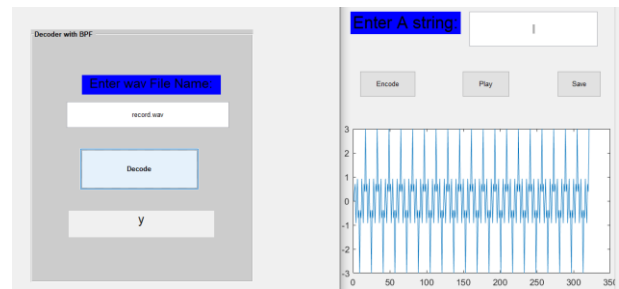 Decoder with BPF
Enter wav File Name:
record.wav
Decode
y
Enter A string:
l
Encode Play Save
3
2
1
0
-1
-2
-3
0 50 100 150 200 250 300 350